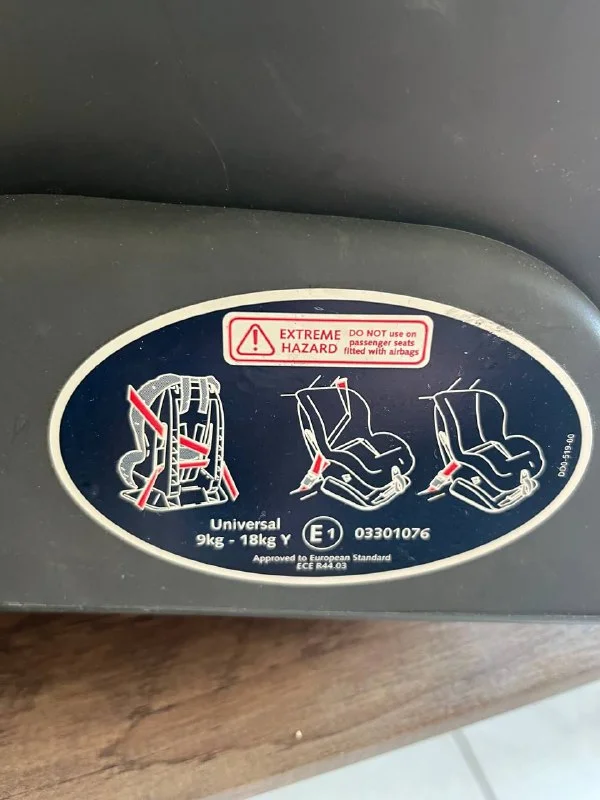 EXTREME HAZARD
DO NOT use on
passenger seats
fitted with airbags
Universal
9kg - 18kg Y
E1
03301076
Approved to European Standard
ECE R44.03
D00-519-00